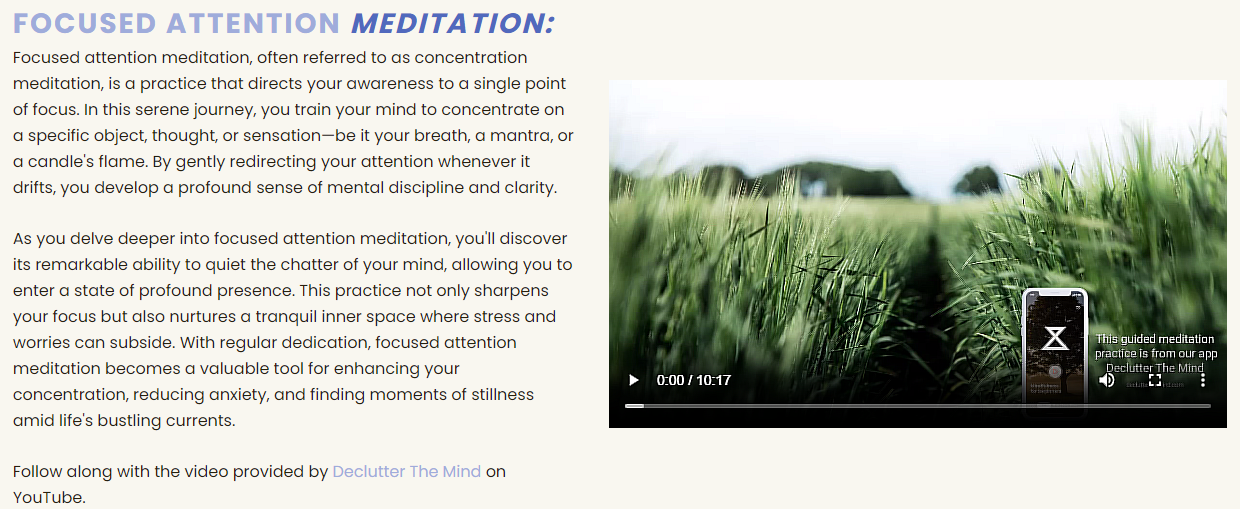 FOCUSED ATTENTION MEDITATION:
Focused attention meditation, often referred to as concentration
meditation, is a practice that directs your awareness to a single point
of focus. In this serene journey, you train your mind to concentrate on
a specific object, thought, or sensation—be it your breath, a mantra, or
a candle's flame. By gently redirecting your attention whenever it
drifts, you develop a profound sense of mental discipline and clarity.
As you delve deeper into focused attention meditation, you'll discover
its remarkable ability to quiet the chatter of your mind, allowing you to
enter a state of profound presence. This practice not only sharpens
your focus but also nurtures a tranquil inner space where stress and
worries can subside. With regular dedication, focused attention
meditation becomes a valuable tool for enhancing your
concentration, reducing anxiety, and finding moments of stillness
amid life's bustling currents.
Follow along with the video provided by Declutter The Mind on
YouTube.
This guided meditation
practice is from our app
Declutter The Mind
0:00 / 10:17